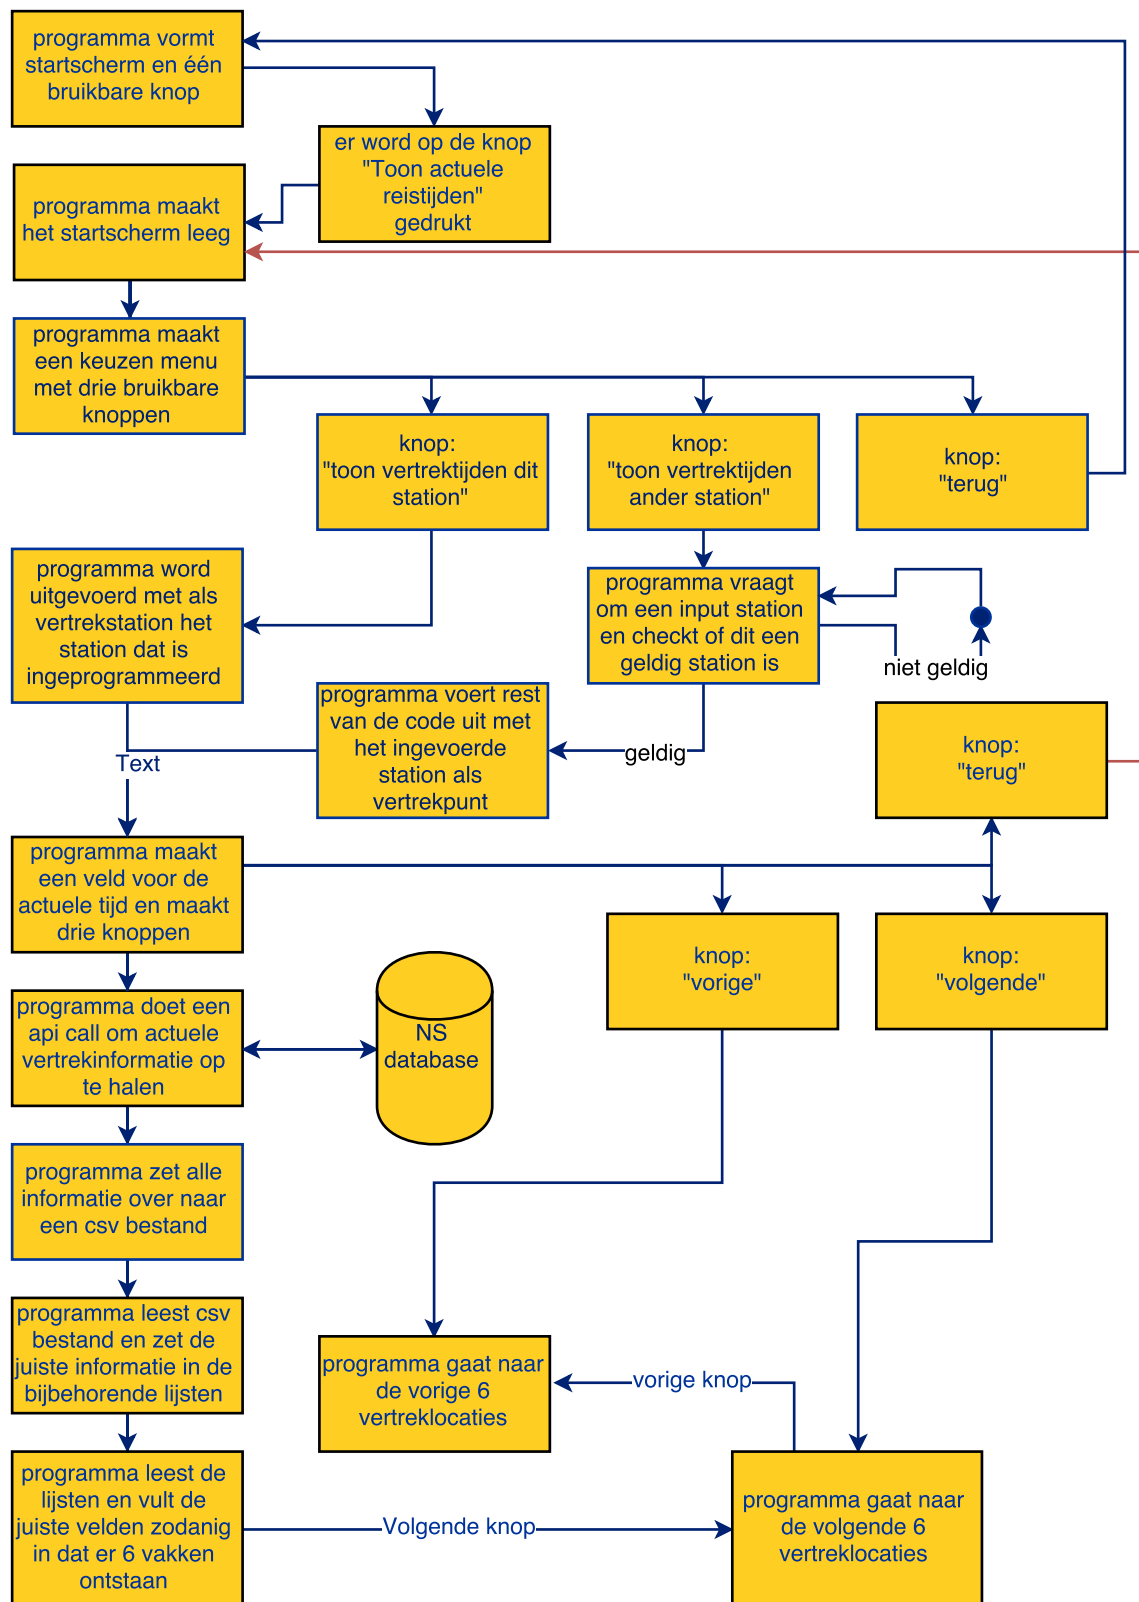 programma vormt
startscherm en één
bruikbare knop
er word op de knop
"Toon actuele
reistijden"
gedrukt
programma maakt
het startscherm leeg
programma maakt
een keuzen menu
met drie bruikbare
knoppen
knop:
"toon vertrektijden dit
station"
knop:
"toon vertrektijden
ander station"
knop:
"terug"
programma word
uitgevoerd met als
vertrekstation het
station dat is
ingeprogrammeerd
programma vraagt
om een input station
en checkt of dit een
geldig station is
niet geldig
programma voert rest
van de code uit met
het ingevoerde
station als
vertrekpunt
geldig
knop:
"terug"
Text
programma maakt
een veld voor de
actuele tijd en maakt
drie knoppen
knop:
"vorige"
knop:
"volgende"
programma doet een
api call om actuele
vertrekinformatie op
te halen
NS
database
programma zet alle
informatie over naar
een csv bestand
programma leest csv
bestand en zet de
juiste informatie in de
bijbehorende lijsten
programma gaat naar
de vorige 6
vertreklocaties
vorige knop
programma leest de
lijsten en vult de
juiste velden zodanig
in dat er 6 vakken
ontstaan
Volgende knop
programma gaat naar
de volgende 6
vertreklocaties